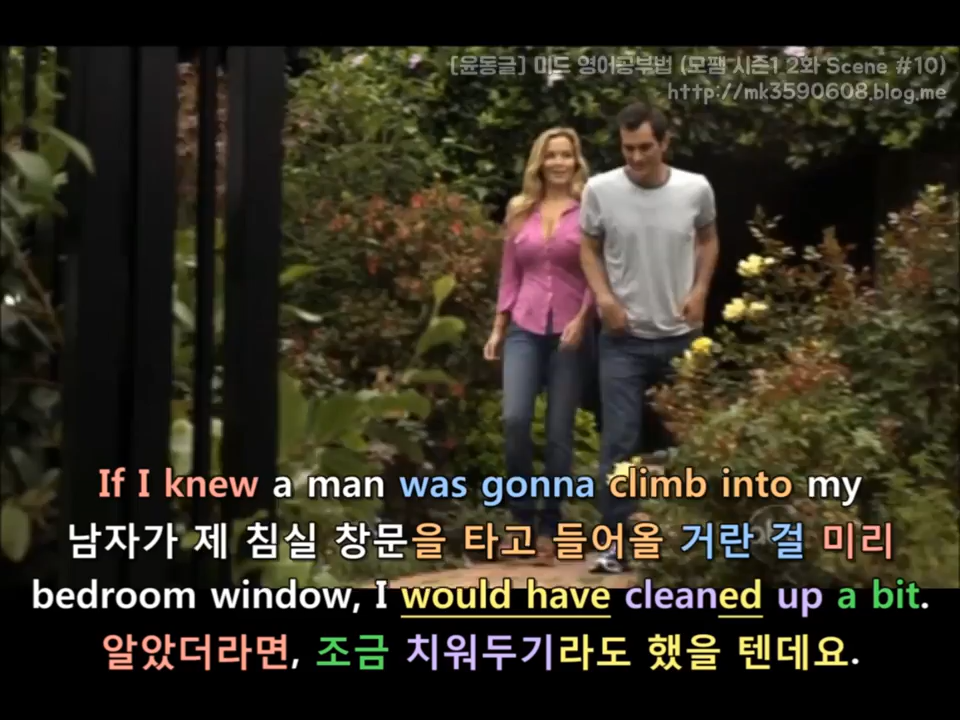 [윤동글] 미드 영어공부법 (모팸 시즌1 2화 Scene #10)
http://mk3590608.blog.me
If I knew a man was gonna climb into my
남자가 제 침실 창문을 타고 들어올 거란 걸 미리
bedroom window, I would have cleaned up a bit.
알았더라면, 조금 치워두기라도 했을 텐데요.